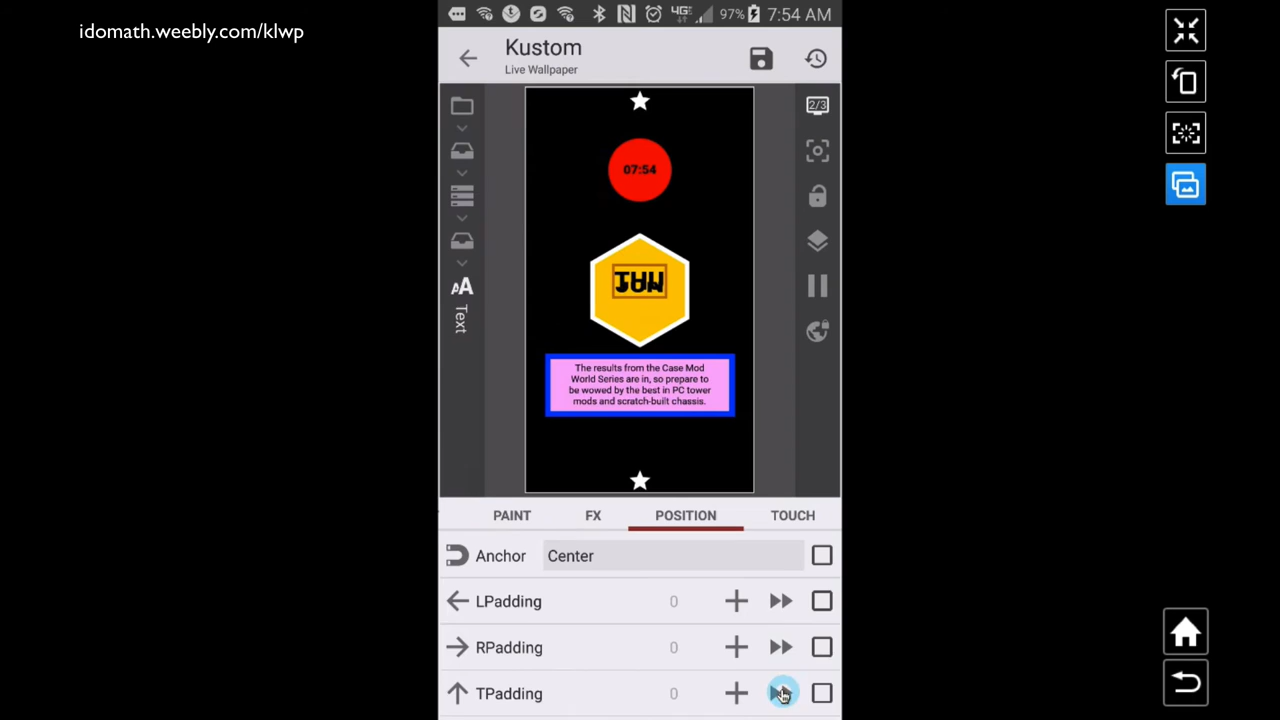 idomath.weebly.com/klwp
4G 97% 7:54 AM
Kustom
Live Wallpaper
2/3
07:54
The results from the Case Mod
World Series are in, so prepare to
be wowed by the best in PC tower
mods and scratch-built chassis.
AA Text
PAINT FX POSITION TOUCH
Anchor Center
LPadding 0
RPadding 0
TPadding 0